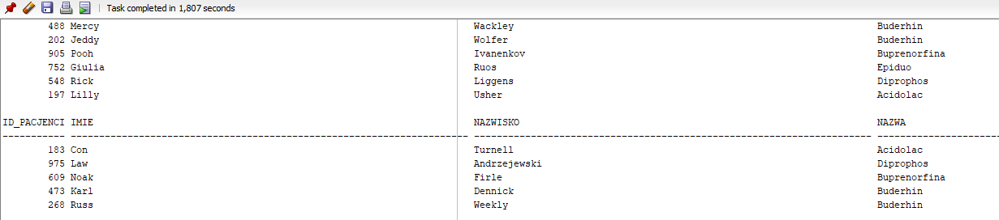 Task completed in 1,807 seconds
488 Mercy Wackley Buderhin
202 Jeddy Wolfer Buderhin
905 Pooh Ivanenkov Buprenorfina
752 Giulia Ruos Epiduo
548 Rick Liggens Diprophos
197 Lilly Usher Acidolac
ID_PACJENCI IMIE NAZWISKO NAZWA
183 Con Turnell Acidolac
975 Law Andrzejewski Diprophos
609 Noak Firle Buprenorfina
473 Karl Dennick Buderhin
268 Russ Weekly Buderhin